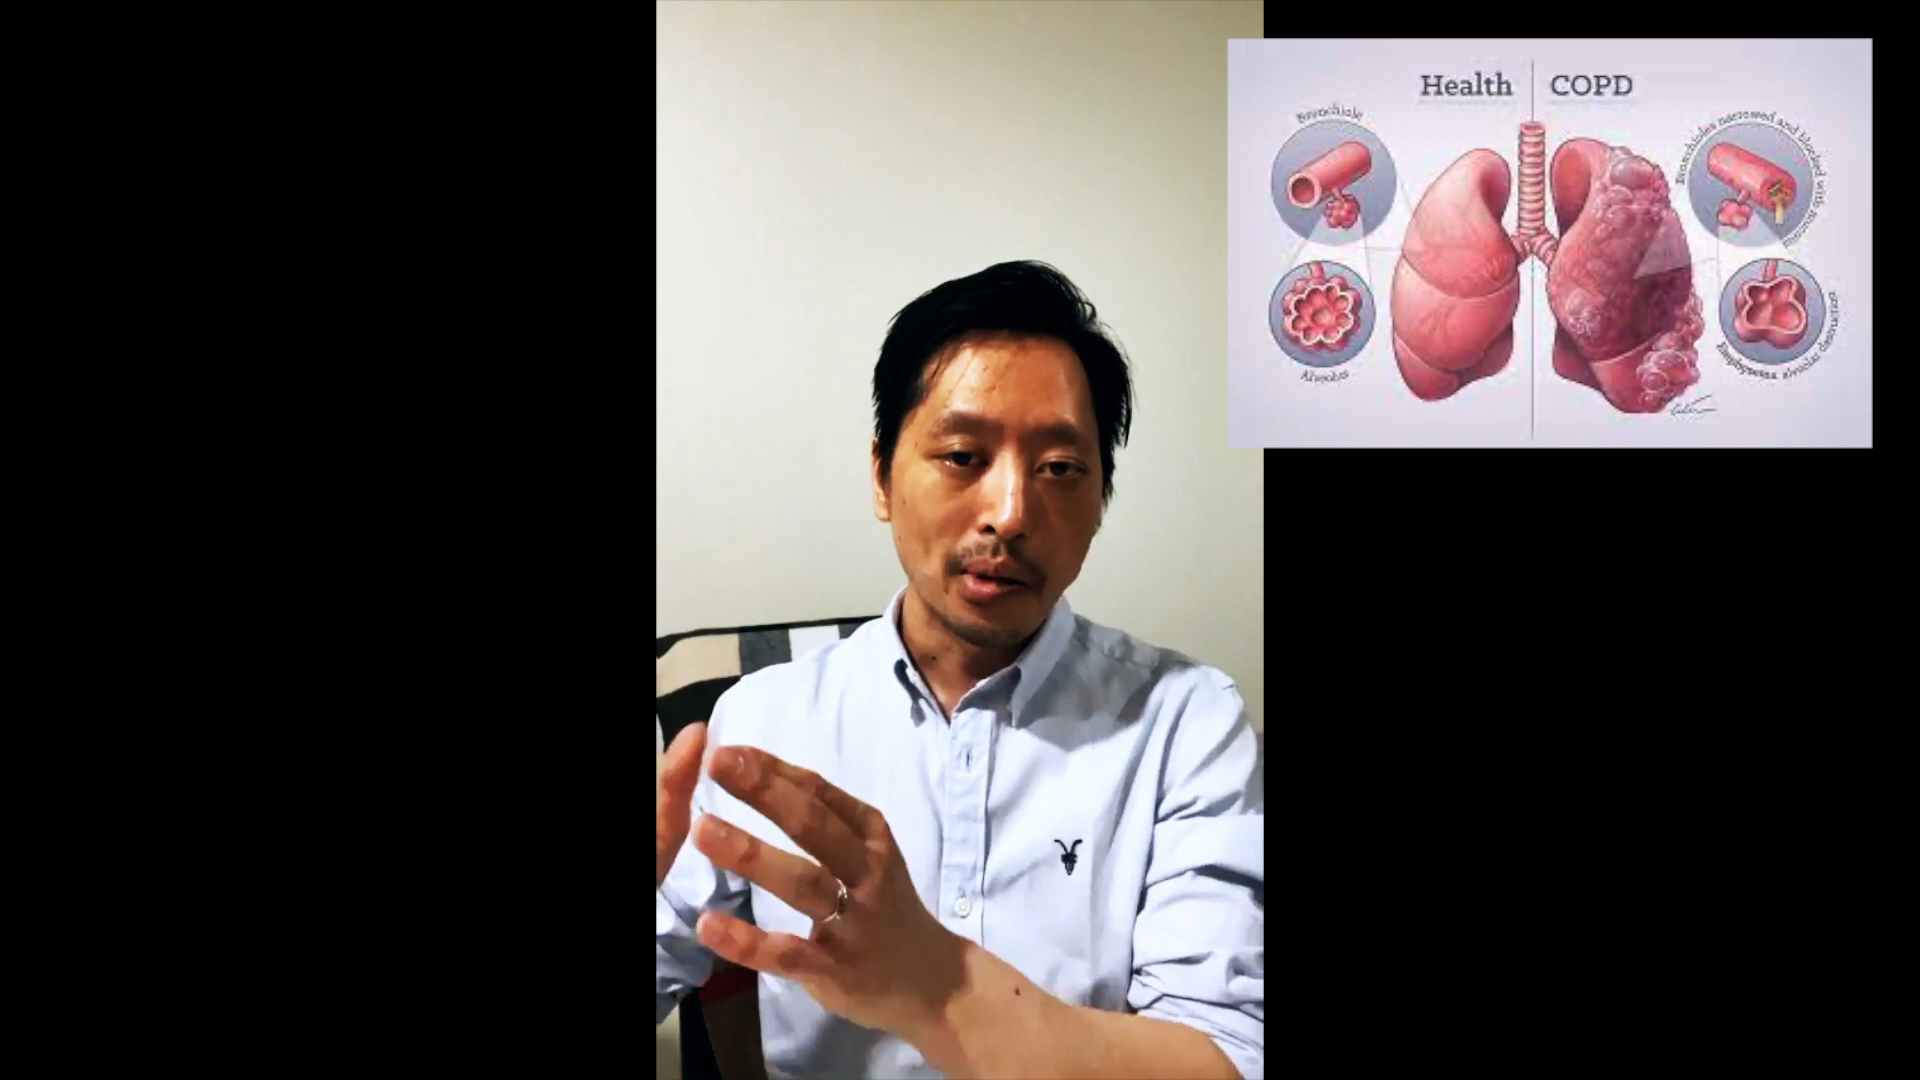 Health
COPD
Bronchiole
Bronchioles narrowed and blocked with mucus
Alveolus
Emphysema: alveolar destruction